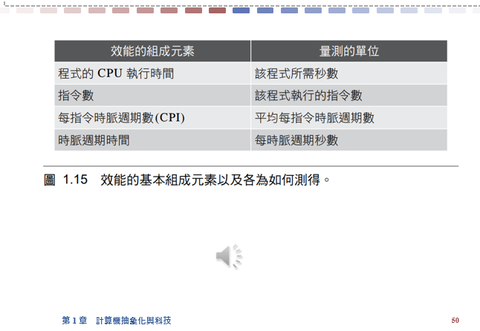 效能的組成元素 量測的單位
程式的 CPU 執行時間 該程式所需秒數
指令數 該程式執行的指令數
每指令時脈週期數(CPI) 平均每指令時脈週期數
時脈週期時間 每時脈週期秒數
圖 1.15 效能的基本組成元素以及各為如何測得。
第 1 章 計算機抽象化與科技 50